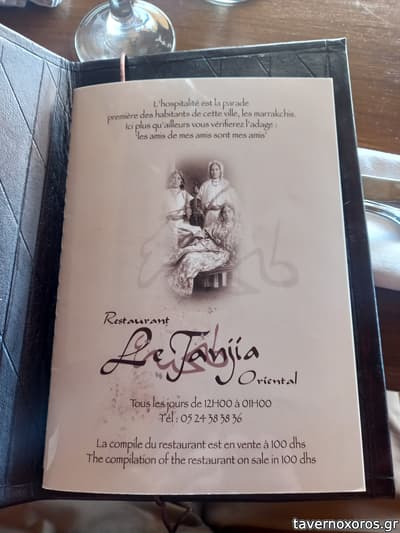 L'hospitalité est la parade
première des habitants de cette ville, les marrakchis.
Ici plus qu'ailleurs vous vérifierez l'adage :
'les amis de mes amis sont mes amis'
Restaurant
Le Tanjia
Oriental
Tous les jours de 12H00 à 01H00
Tél : 05 24 38 38 36
La compile du restaurant est en vente à 100 dhs
The compilation of the restaurant on sale in 100 dhs
tavernoxoros.gr